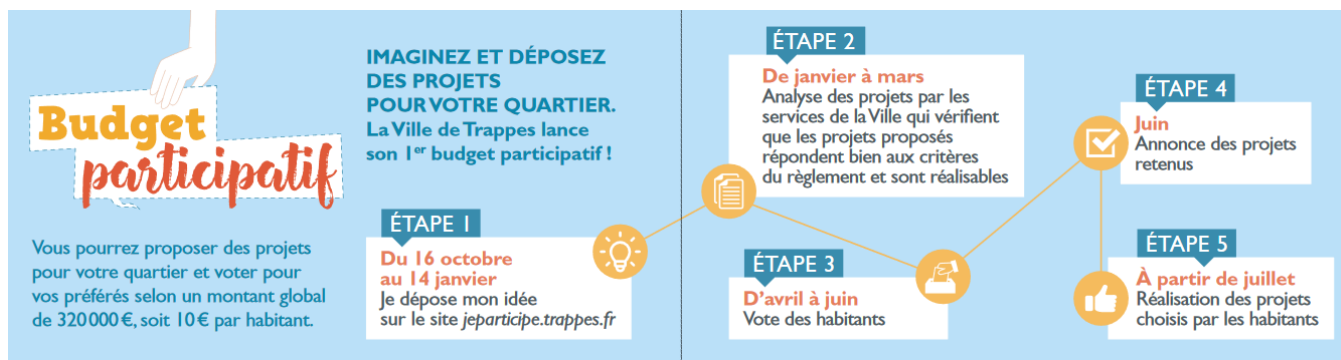 Budget
participatif
Vous pourrez proposer des projets
pour votre quartier et voter pour
vos préférés selon un montant global
de 320 000 €, soit 10 € par habitant.
IMAGINEZ ET DÉPOSEZ
DES PROJETS
POUR VOTRE QUARTIER.
La Ville de Trappes lance
son 1er budget participatif !
ÉTAPE 1
Du 16 octobre
au 14 janvier
Je dépose mon idée
sur le site jeparticipe.trappes.fr
ÉTAPE 2
De janvier à mars
Analyse des projets par les
services de la Ville qui vérifient
que les projets proposés
répondent bien aux critères
du règlement et sont réalisables
ÉTAPE 3
D'avril à juin
Vote des habitants
ÉTAPE 4
Juin
Annonce des projets
retenus
ÉTAPE 5
À partir de juillet
Réalisation des projets
choisis par les habitants